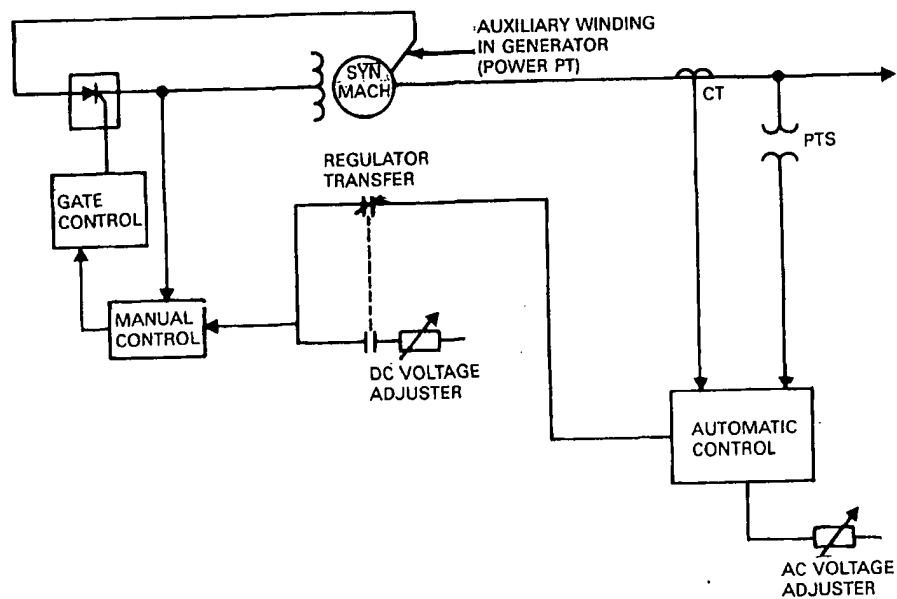 AUXILIARY WINDING
IN GENERATOR
(POWER PT)
SYN
MACH
CT
PTS
REGULATOR
TRANSFER
GATE
CONTROL
MANUAL
CONTROL
DC VOLTAGE
ADJUSTER
AUTOMATIC
CONTROL
AC VOLTAGE
ADJUSTER